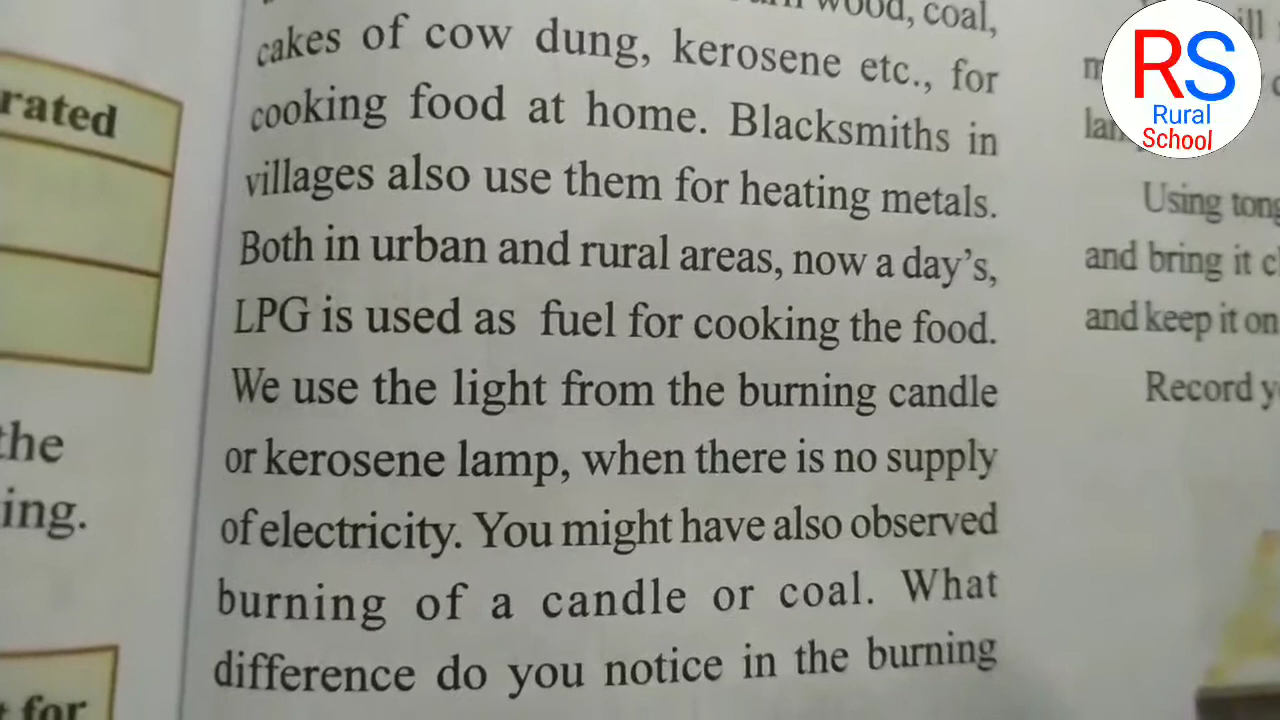 rated
the
ing.
for
wood, coal,
cakes of cow dung, kerosene etc., for
cooking food at home. Blacksmiths in
villages also use them for heating metals.
Both in urban and rural areas, now a day's,
LPG is used as fuel for cooking the food.
We use the light from the burning candle
or kerosene lamp, when there is no supply
of electricity. You might have also observed
burning of a candle or coal. What
difference do you notice in the burning
RS
Rural
School
Using
and bring it
and keep it on
Record